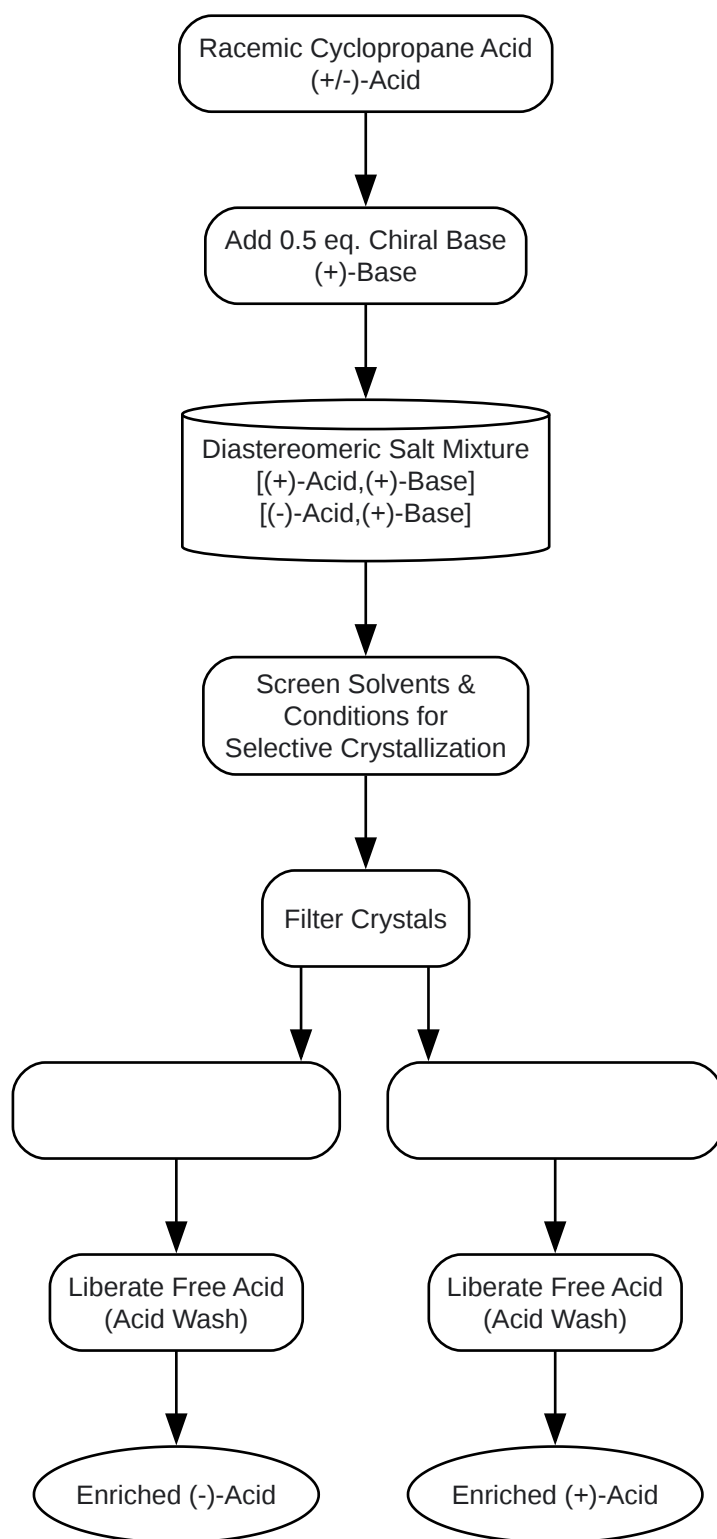 Racemic Cyclopropane Acid
(+/-)-Acid
Add 0.5 eq. Chiral Base
(+)-Base
Diastereomeric Salt Mixture
[(+)-Acid,(+)-Base]
[(-)-Acid,(+)-Base]
Screen Solvents &
Conditions for
Selective Crystallization
Filter Crystals
Liberate Free Acid
(Acid Wash)
Liberate Free Acid
(Acid Wash)
Enriched (-)-Acid
Enriched (+)-Acid